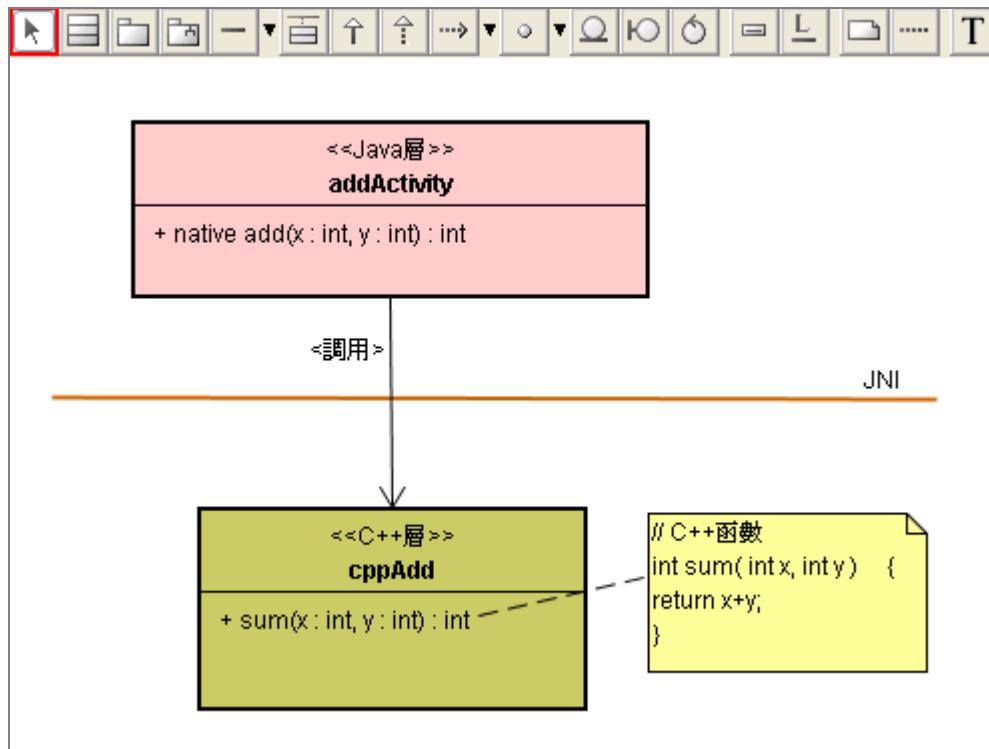 T
<<Java層>>
addActivity
+ native add(x : int, y : int) : int
<調用>
JNI
<<C++層>>
cppAdd
+ sum(x : int, y : int) : int
// C++函數
int sum( int x, int y ) {
return x+y;
}